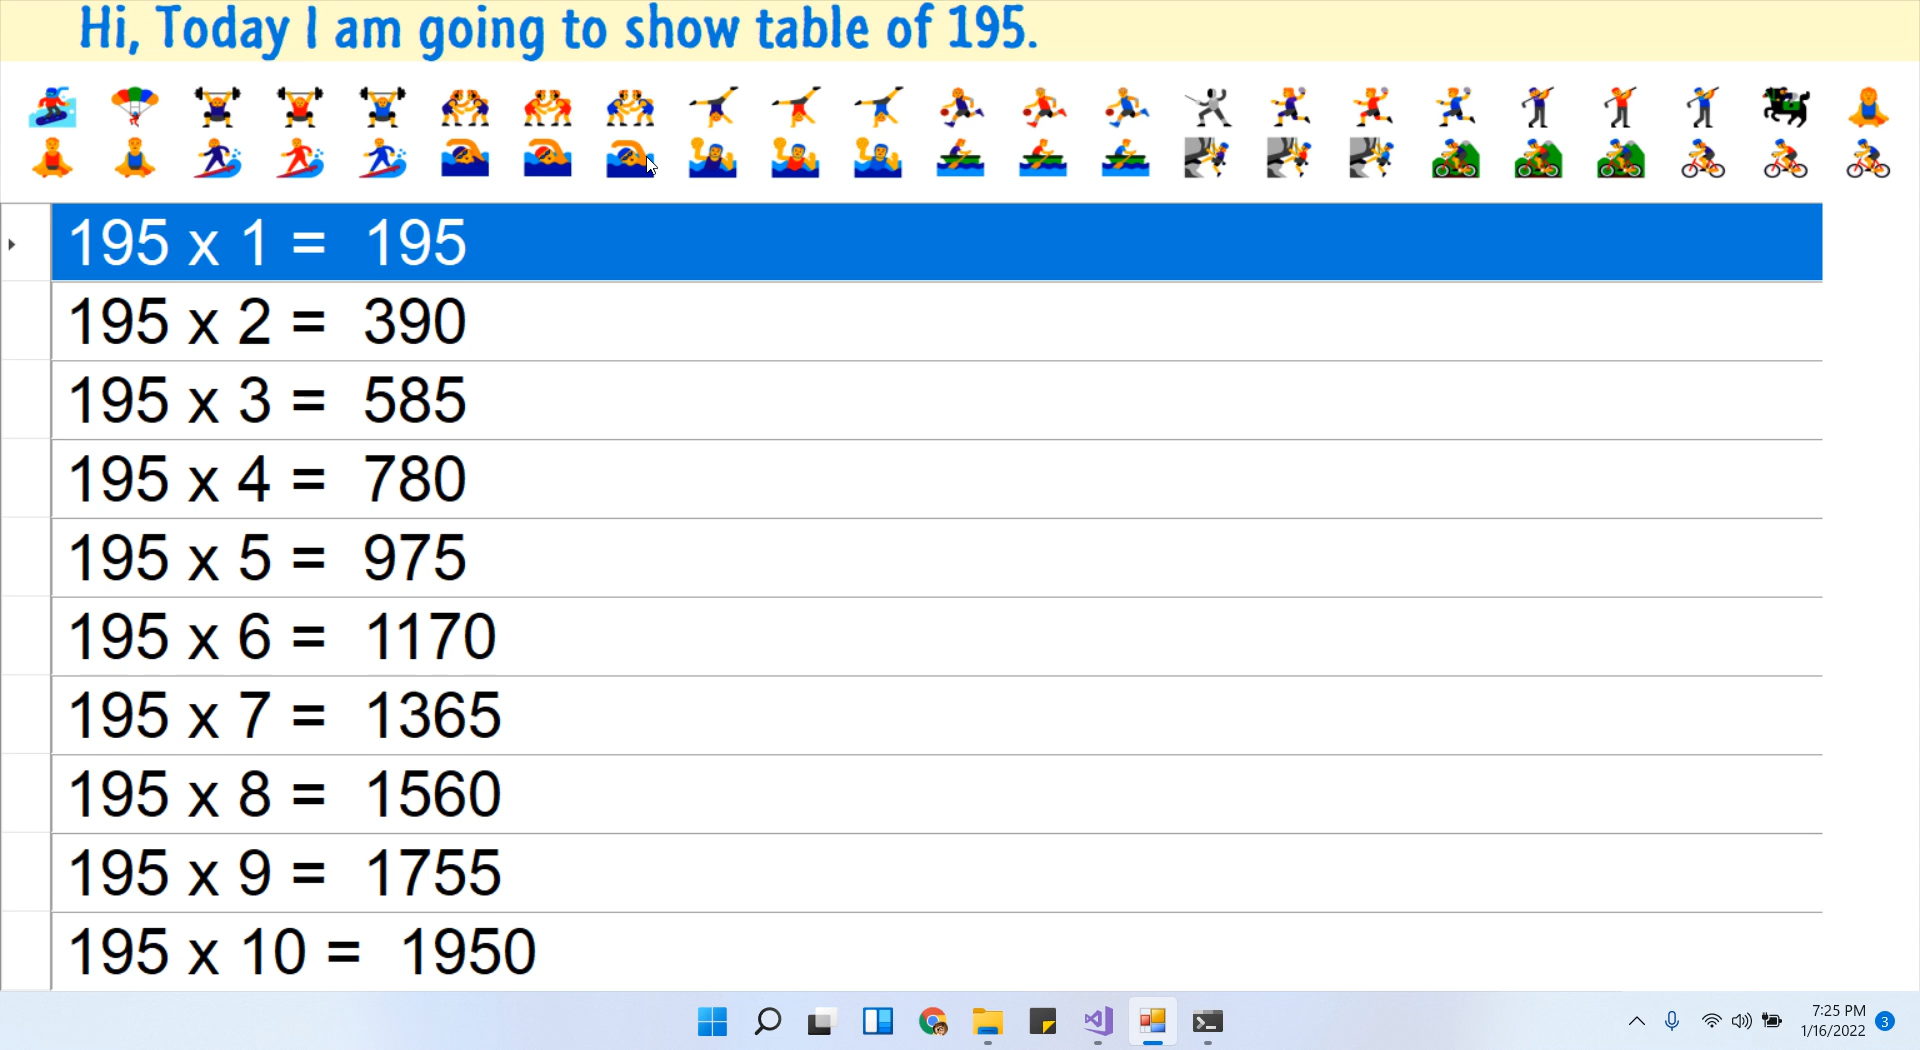 Hi, Today I am going to show table of 195.
195 x 1 = 195
195 x 2 = 390
195 x 3 = 585
195 x 4 = 780
195 x 5 = 975
195 x 6 = 1170
195 x 7 = 1365
195 x 8 = 1560
195 x 9 = 1755
195 x 10 = 1950
7:25 PM
1/16/2022
3